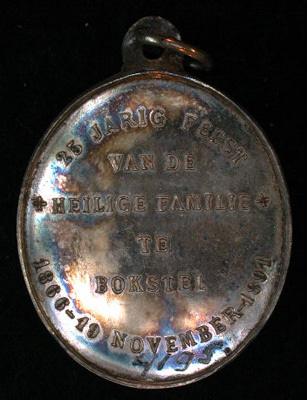 25 JARIG FEEST
VAN DE
* HEILIGE FAMILIE *
TE
BOKSTEL
1866-19 NOVEMBER-1891